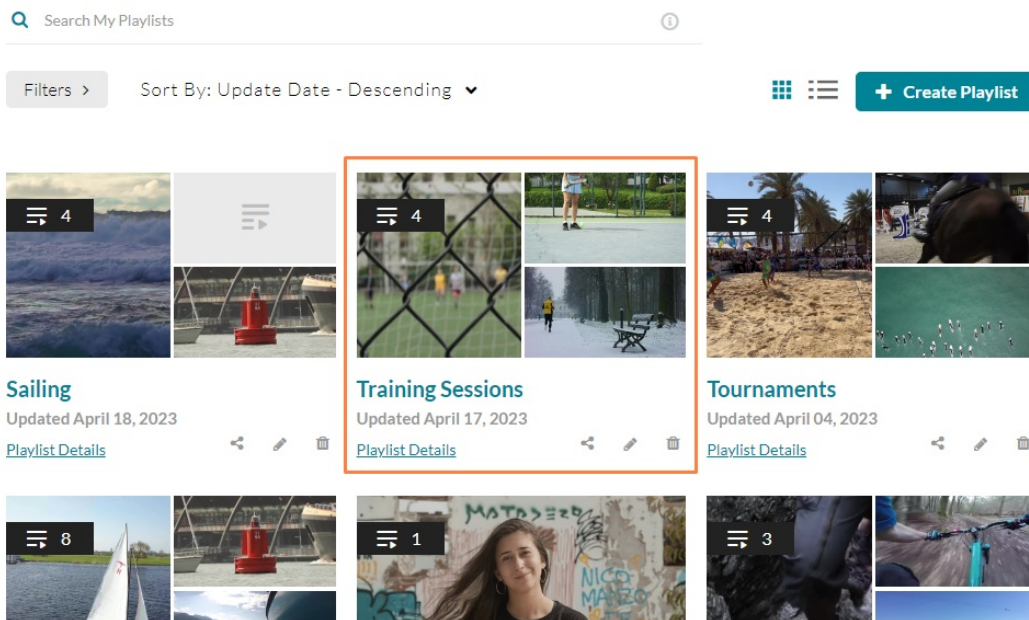 Search My Playlists
Filters >
Sort By: Update Date - Descending
+ Create Playlist
4
4
4
Sailing
Training Sessions
Tournaments
Updated April 18, 2023
Updated April 17, 2023
Updated April 04, 2023
Playlist Details
Playlist Details
Playlist Details
8
1
3
NICO